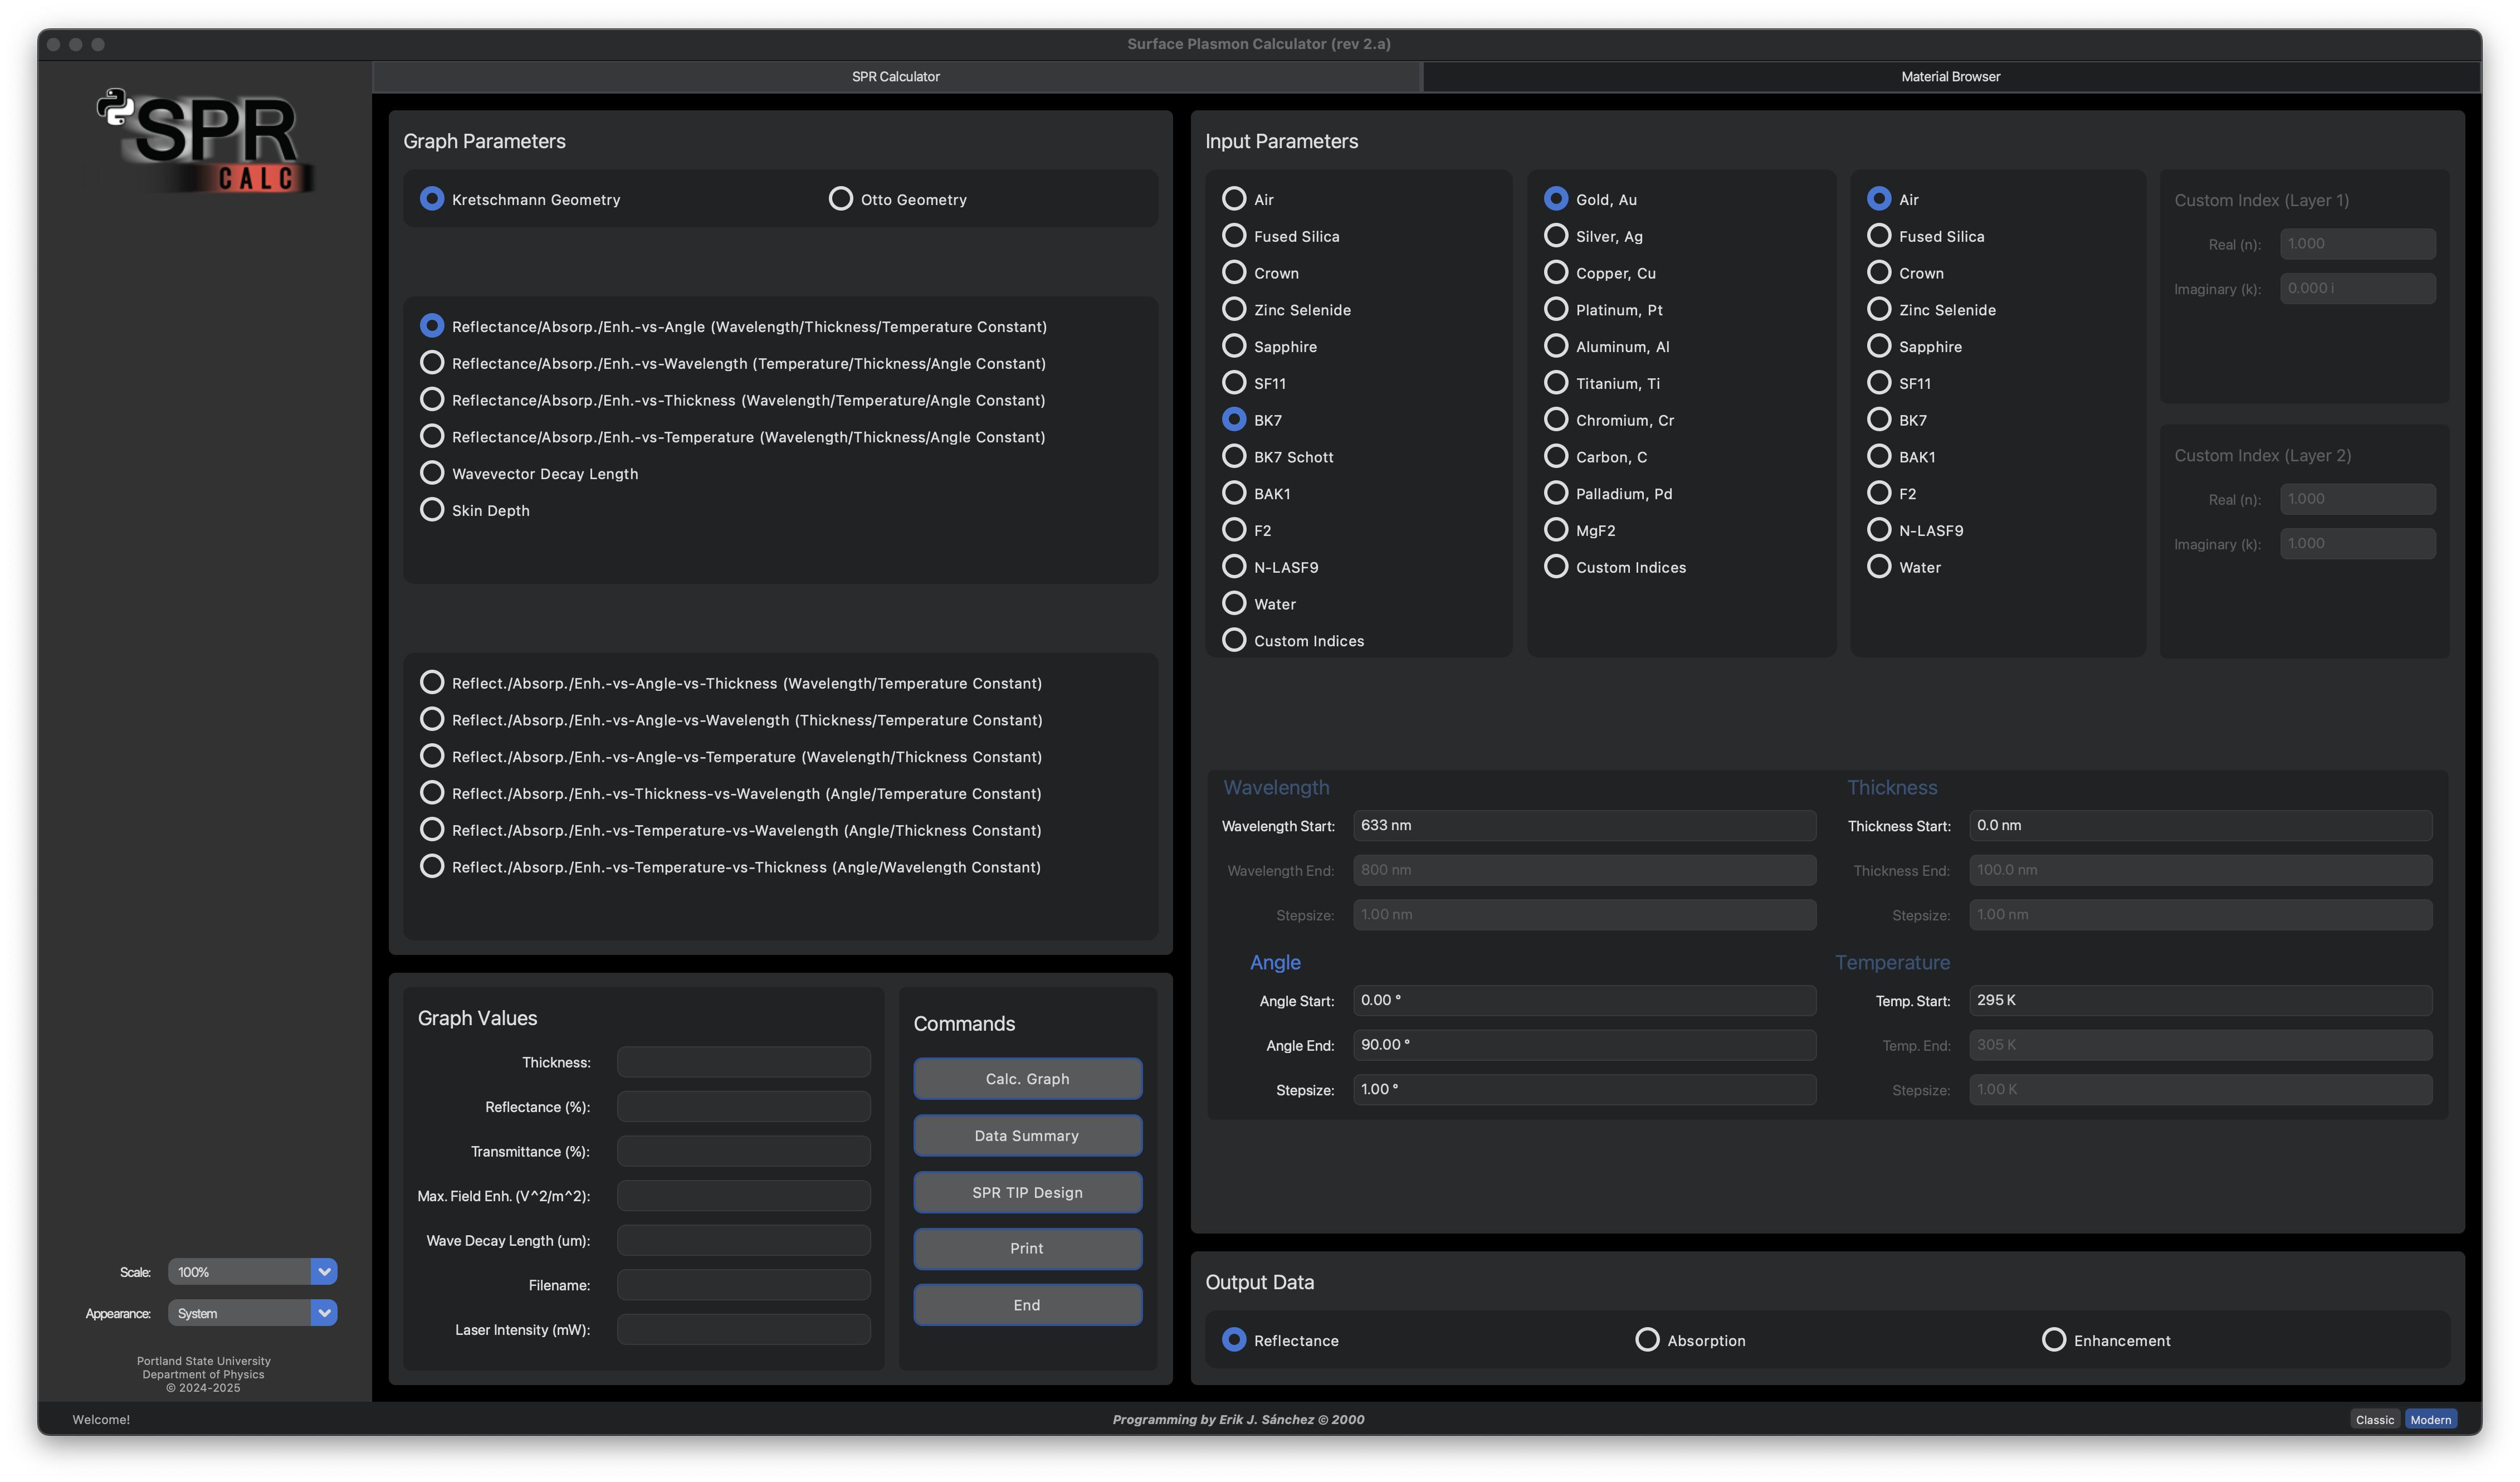 Surface Plasmon Calculator (rev 2.a)
SPR Calculator
Material Browser
SPR
CALC
Graph Parameters
Kretschmann Geometry
Otto Geometry
Reflectance/Absorp./Enh.-vs-Angle (Wavelength/Thickness/Temperature Constant)
Reflectance/Absorp./Enh.-vs-Wavelength (Temperature/Thickness/Angle Constant)
Reflectance/Absorp./Enh.-vs-Thickness (Wavelength/Temperature/Angle Constant)
Reflectance/Absorp./Enh.-vs-Temperature (Wavelength/Thickness/Angle Constant)
Wavevector Decay Length
Skin Depth
Reflect./Absorp./Enh.-vs-Angle-vs-Thickness (Wavelength/Temperature Constant)
Reflect./Absorp./Enh.-vs-Angle-vs-Wavelength (Thickness/Temperature Constant)
Reflect./Absorp./Enh.-vs-Angle-vs-Temperature (Wavelength/Thickness Constant)
Reflect./Absorp./Enh.-vs-Thickness-vs-Wavelength (Angle/Temperature Constant)
Reflect./Absorp./Enh.-vs-Temperature-vs-Wavelength (Angle/Thickness Constant)
Reflect./Absorp./Enh.-vs-Temperature-vs-Thickness (Angle/Wavelength Constant)
Input Parameters
Air
Fused Silica
Crown
Zinc Selenide
Sapphire
SF11
BK7
BK7 Schott
BAK1
F2
N-LASF9
Water
Custom Indices
Gold, Au
Silver, Ag
Copper, Cu
Platinum, Pt
Aluminum, Al
Titanium, Ti
Chromium, Cr
Carbon, C
Palladium, Pd
MgF2
Custom Indices
Air
Fused Silica
Crown
Zinc Selenide
Sapphire
SF11
BK7
BAK1
F2
N-LASF9
Water
Custom Index (Layer 1)
Real (n): 1.000
Imaginary (k): 0.000 i
Custom Index (Layer 2)
Real (n): 1.000
Imaginary (k): 1.000
Wavelength
Wavelength Start: 633 nm
Wavelength End: 800 nm
Stepsize: 1.00 nm
Thickness
Thickness Start: 0.0 nm
Thickness End: 100.0 nm
Stepsize: 1.00 nm
Angle
Angle Start: 0.00 °
Angle End: 90.00 °
Stepsize: 1.00 °
Temperature
Temp. Start: 295 K
Temp. End: 305 K
Stepsize: 1.00 K
Graph Values
Thickness:
Reflectance (%):
Transmittance (%):
Max. Field Enh. (V^2/m^2):
Wave Decay Length (um):
Filename:
Laser Intensity (mW):
Commands
Calc. Graph
Data Summary
SPR TIP Design
Print
End
Output Data
Reflectance
Absorption
Enhancement
Scale: 100%
Appearance: System
Portland State University
Department of Physics
© 2024-2025
Welcome!
Programming by Erik J. Sánchez © 2000
Classic
Modern